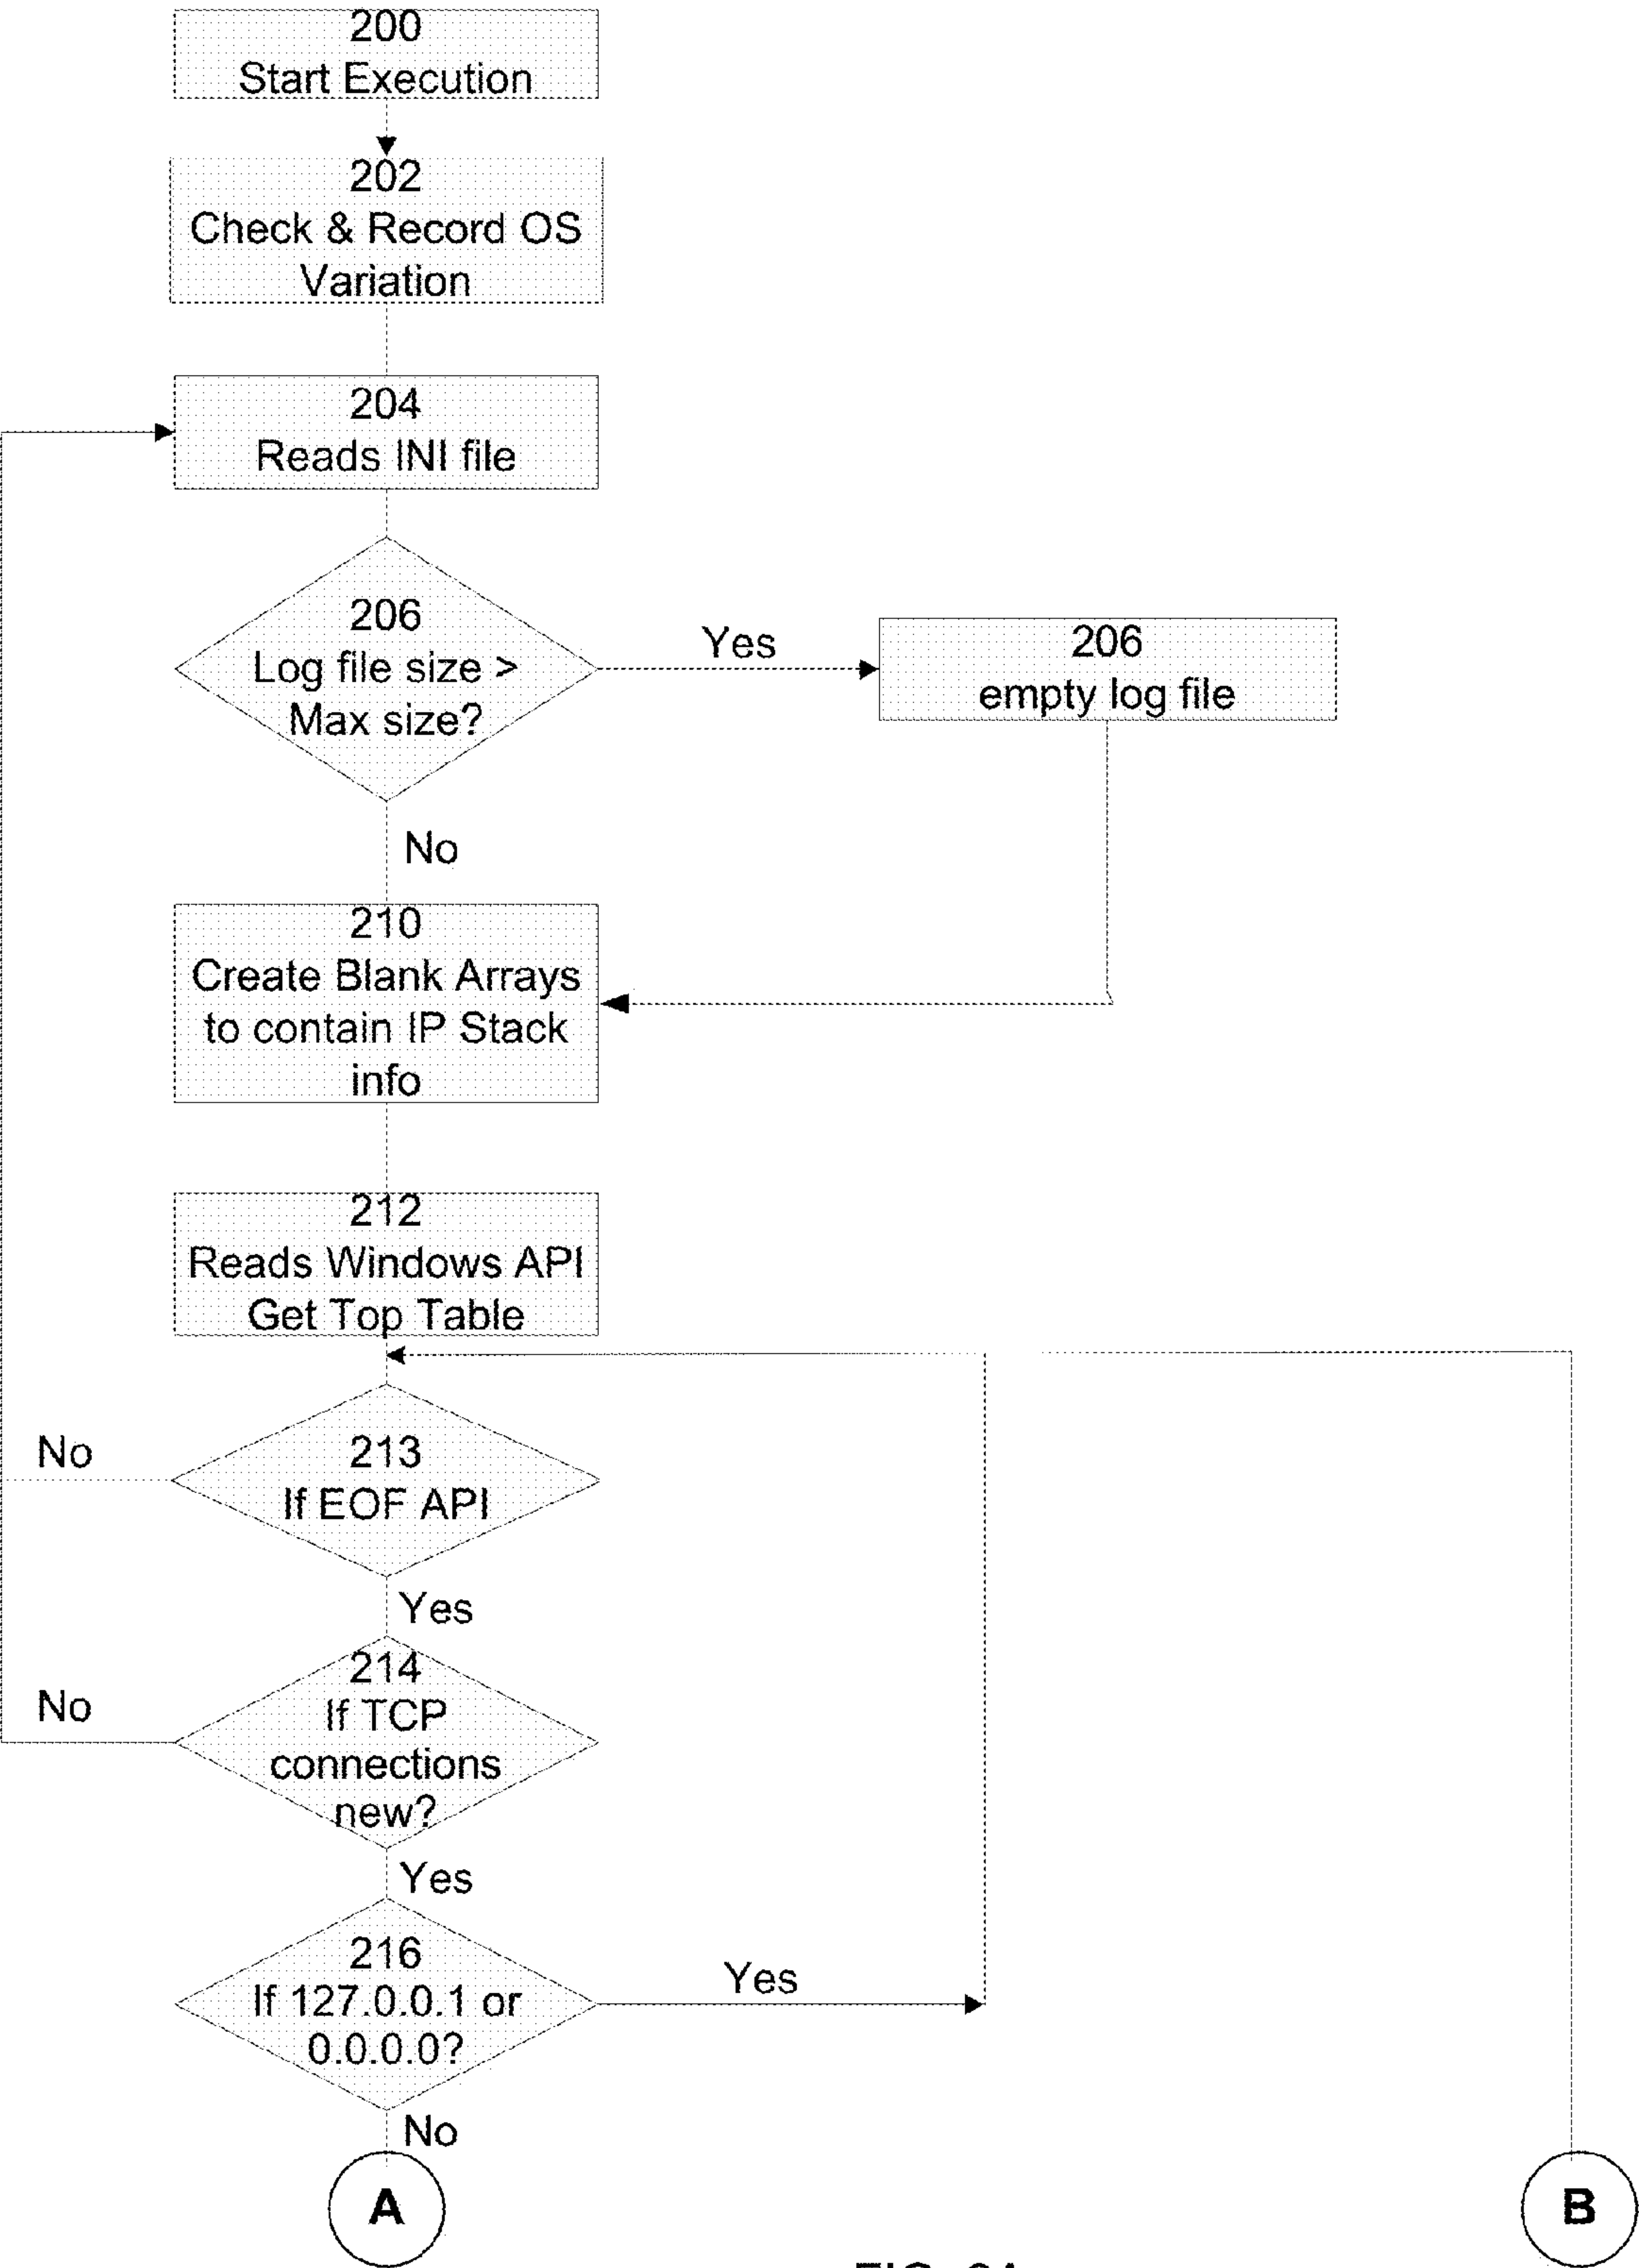 200
Start Execution
202
Check & Record OS
Variation
204
Reads INI file
206
Log file size >
Max size?
Yes
206
empty log file
No
210
Create Blank Arrays
to contain IP Stack
info
212
Reads Windows API
Get Top Table
No
213
If EOF API
Yes
No
214
If TCP
connections
new?
Yes
216
If 127.0.0.1 or
0.0.0.0?
Yes
No
A
B